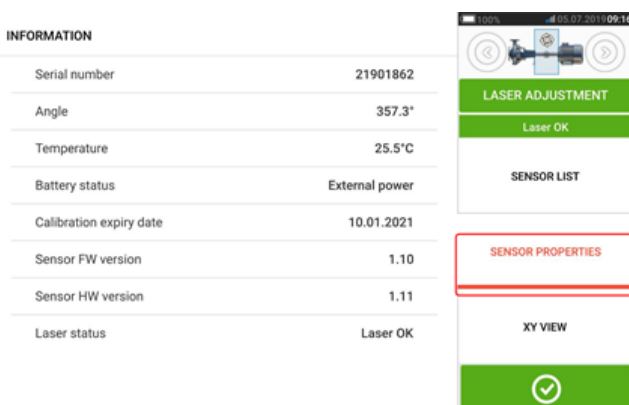 INFORMATION
Serial number 21901862
Angle 357.3°
Temperature 25.5°C
Battery status External power
Calibration expiry date 10.01.2021
Sensor FW version 1.10
Sensor HW version 1.11
Laser status Laser OK
100% 05.07.2019 09:16
LASER ADJUSTMENT
Laser OK
SENSOR LIST
SENSOR PROPERTIES
XY VIEW